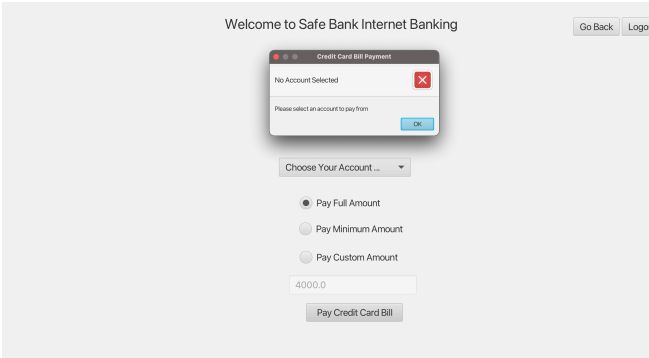 Welcome to Safe Bank Internet Banking
Go Back
Logo
Credit Card Bill Payment
No Account Selected
Please select an account to pay from
OK
Choose Your Account ...
Pay Full Amount
Pay Minimum Amount
Pay Custom Amount
4000.0
Pay Credit Card Bill